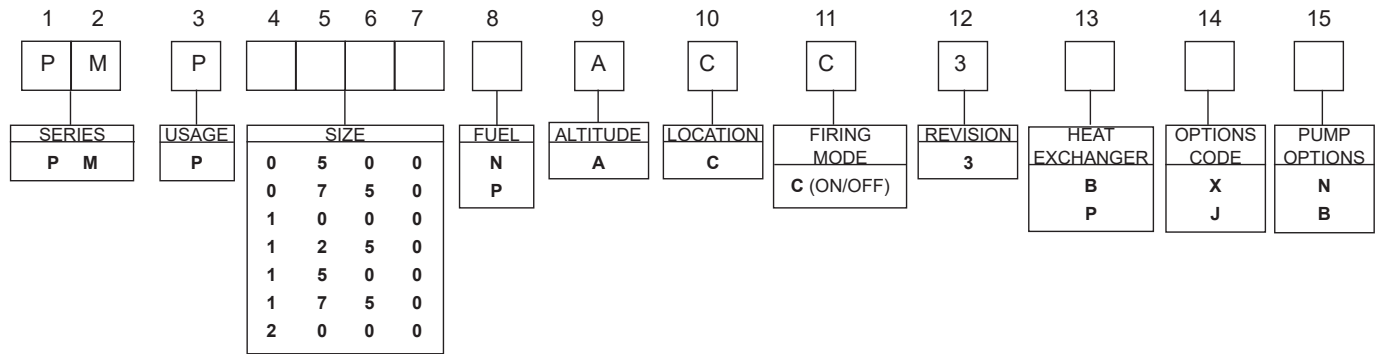 1 2 3 4 5 6 7 8 9 10 11 12 13 14 15
P M P A C C 3
SERIES USAGE SIZE FUEL ALTITUDE LOCATION FIRING MODE REVISION HEAT EXCHANGER OPTIONS CODE PUMP OPTIONS
P M P 0 5 0 0 N A C C (ON/OFF) 3 B X N
0 7 5 0 P P J B
1 0 0 0
1 2 5 0
1 5 0 0
1 7 5 0
2 0 0 0